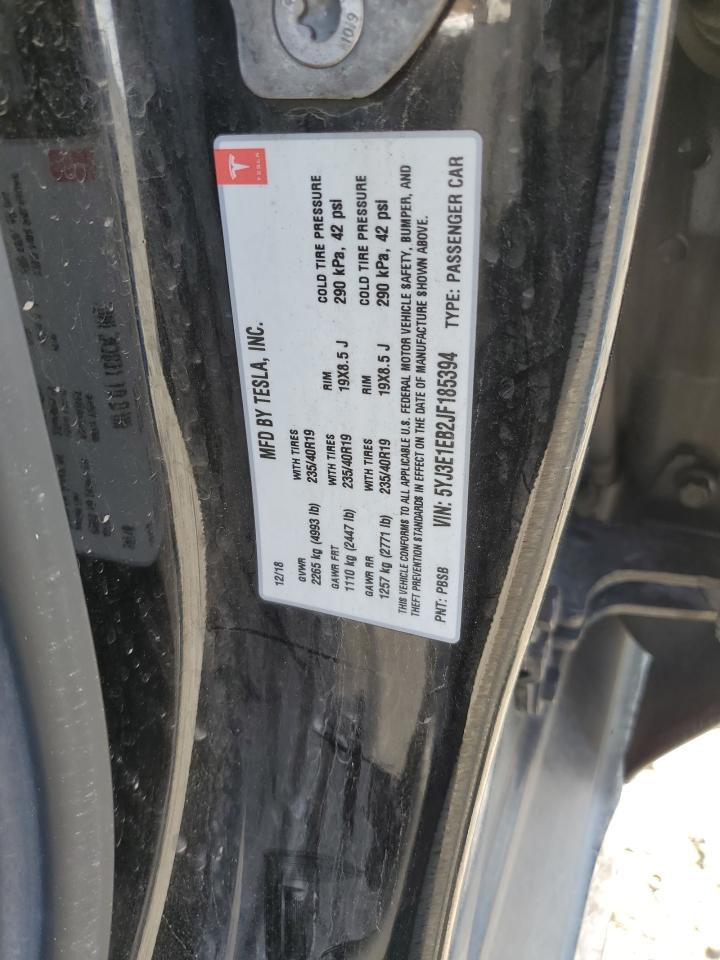 1019
TESLA
MFD BY TESLA, INC.
12/18
GVWR WITH TIRES
2265 kg (4993 lb) 235/40R19
GAWR FRT WITH TIRES RIM COLD TIRE PRESSURE
1110 kg (2447 lb) 235/40R19 19X8.5 J 290 kPa, 42 psi
GAWR RR WITH TIRES RIM COLD TIRE PRESSURE
1257 kg (2771 lb) 235/40R19 19X8.5 J 290 kPa, 42 psi
THIS VEHICLE CONFORMS TO ALL APPLICABLE U.S. FEDERAL MOTOR VEHICLE SAFETY, BUMPER, AND
THEFT PREVENTION STANDARDS IN EFFECT ON THE DATE OF MANUFACTURE SHOWN ABOVE.
PNT: PBSB VIN: 5YJ3E1EB2JF185394 TYPE: PASSENGER CAR